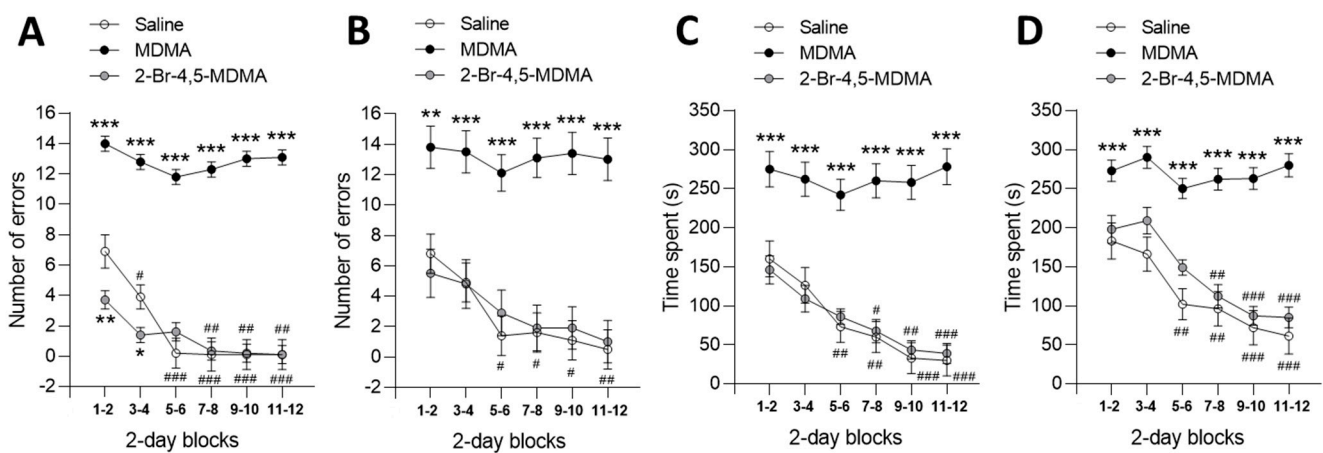 A
Saline
MDMA
2-Br-4,5-MDMA
Number of errors
16
14
12
10
8
6
4
2
0
-2
*** *** *** *** *** ***
#
** * ## ## ##
### ### ### ###
1-2 3-4 5-6 7-8 9-10 11-12
2-day blocks
B
Saline
MDMA
2-Br-4,5-MDMA
Number of errors
16
14
12
10
8
6
4
2
0
-2
** *** *** *** *** ***
# # # ##
1-2 3-4 5-6 7-8 9-10 11-12
2-day blocks
C
Saline
MDMA
2-Br-4,5-MDMA
Time spent (s)
350
300
250
200
150
100
50
0
*** *** *** *** *** ***
# ## ###
## ## ### ###
1-2 3-4 5-6 7-8 9-10 11-12
2-day blocks
D
Saline
MDMA
2-Br-4,5-MDMA
Time spent (s)
350
300
250
200
150
100
50
0
*** *** *** *** *** ***
## ### ###
## ## ### ###
1-2 3-4 5-6 7-8 9-10 11-12
2-day blocks